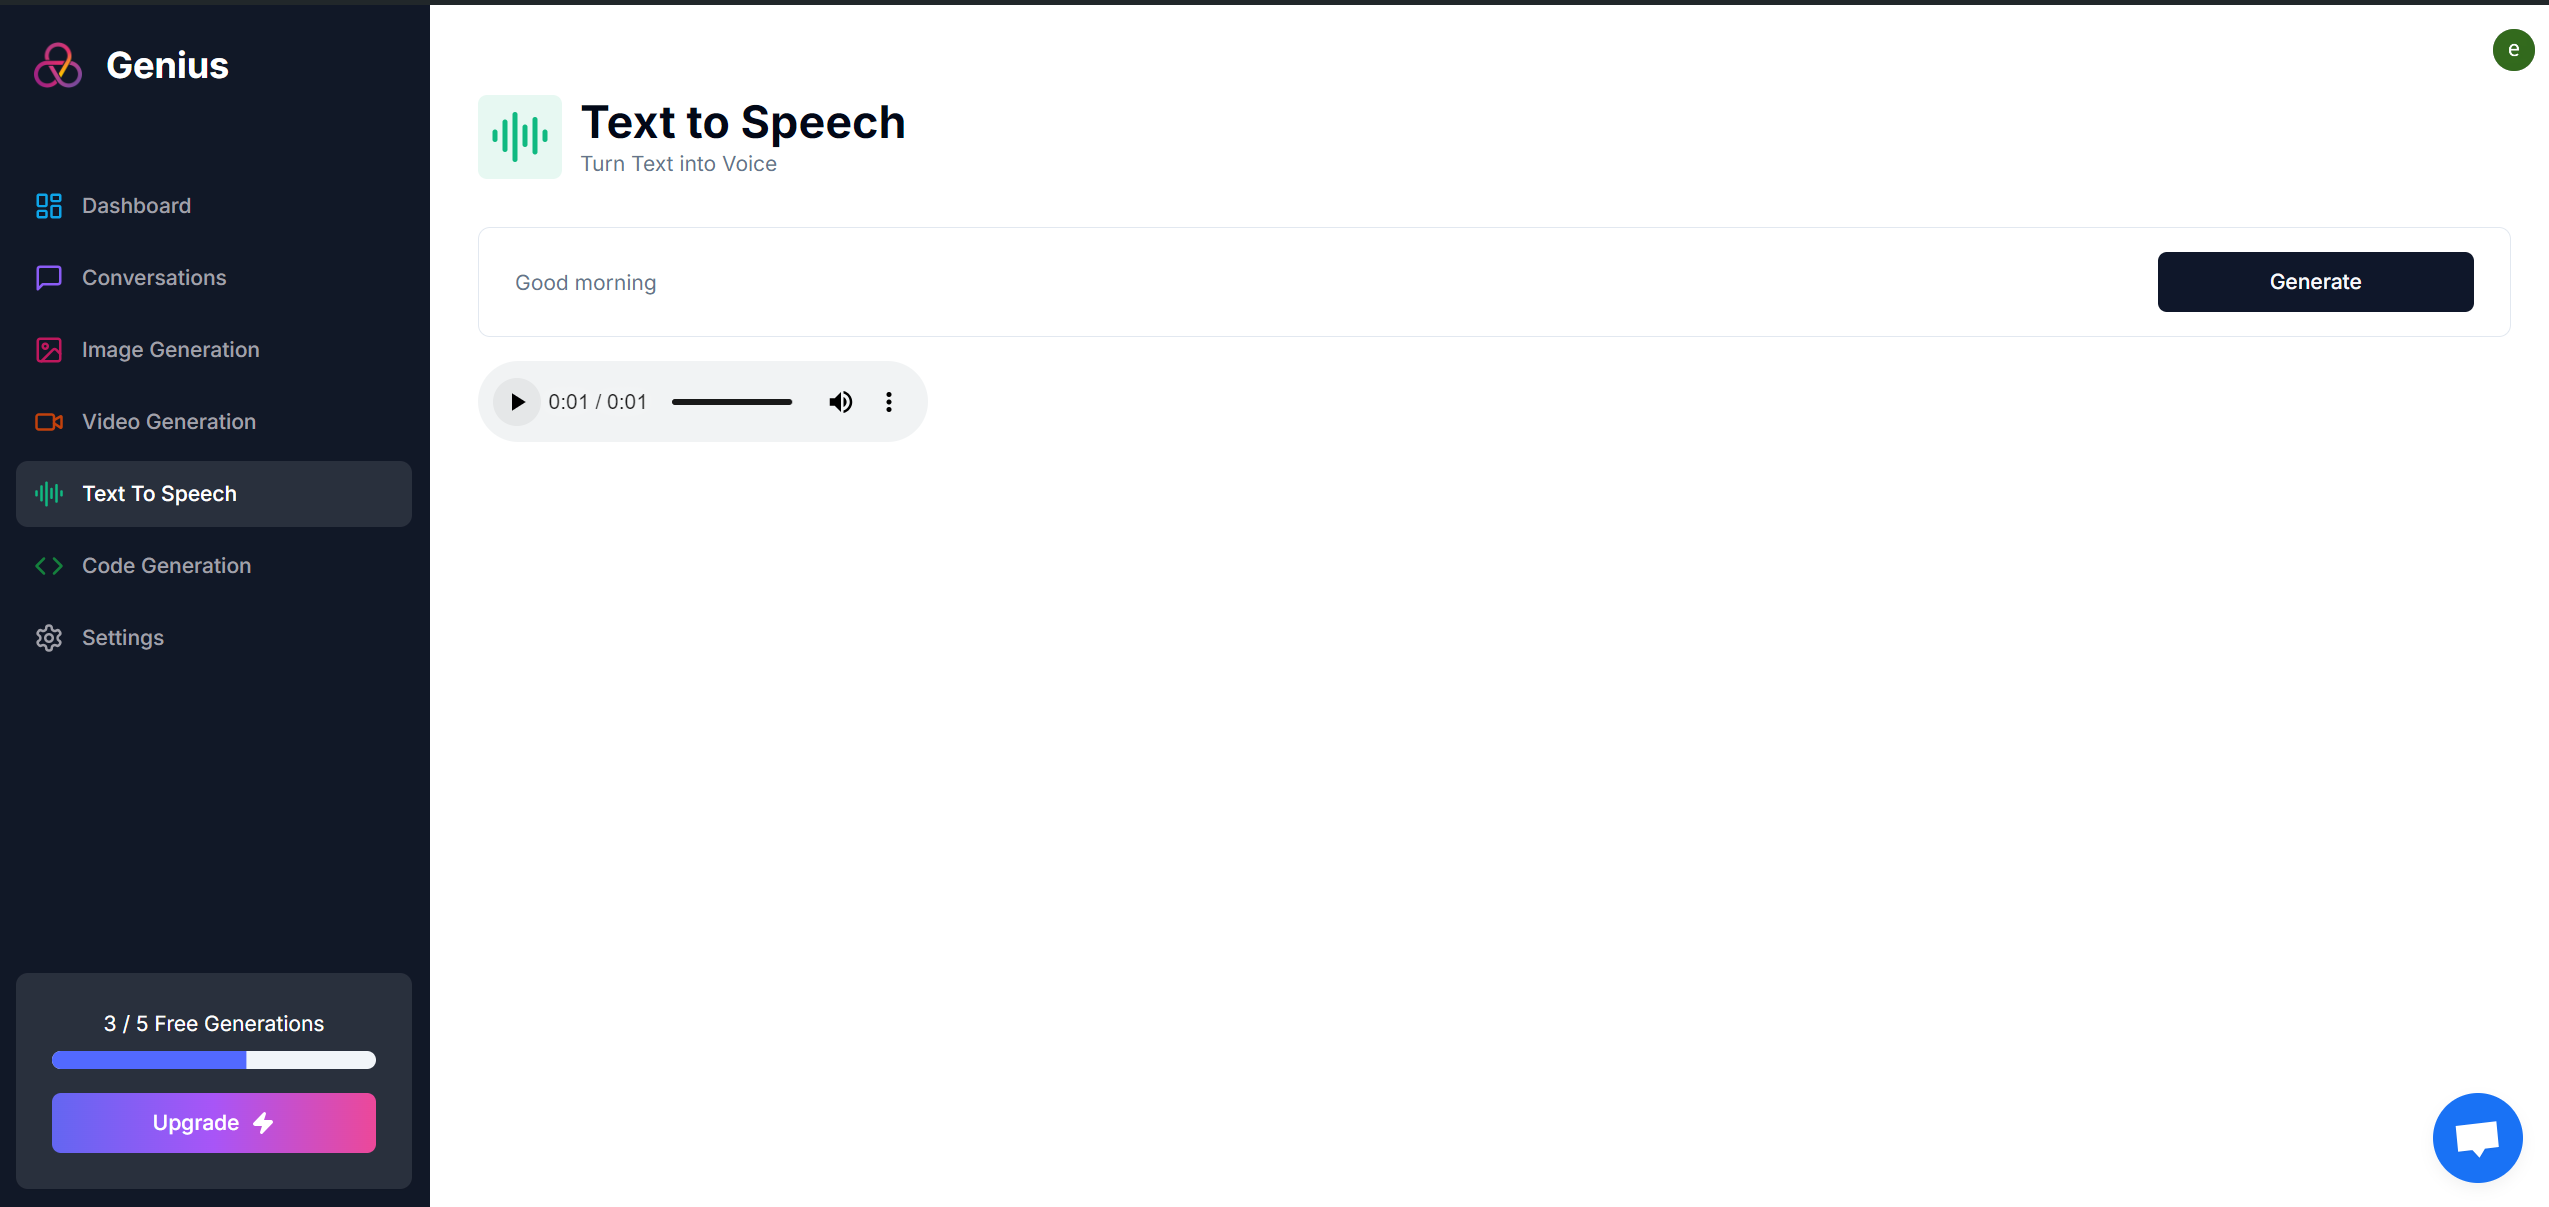 Genius
Dashboard
Conversations
Image Generation
Video Generation
Text To Speech
Code Generation
Settings
3 / 5 Free Generations
Upgrade
e
Text to Speech
Turn Text into Voice
Good morning
Generate
0:01 / 0:01